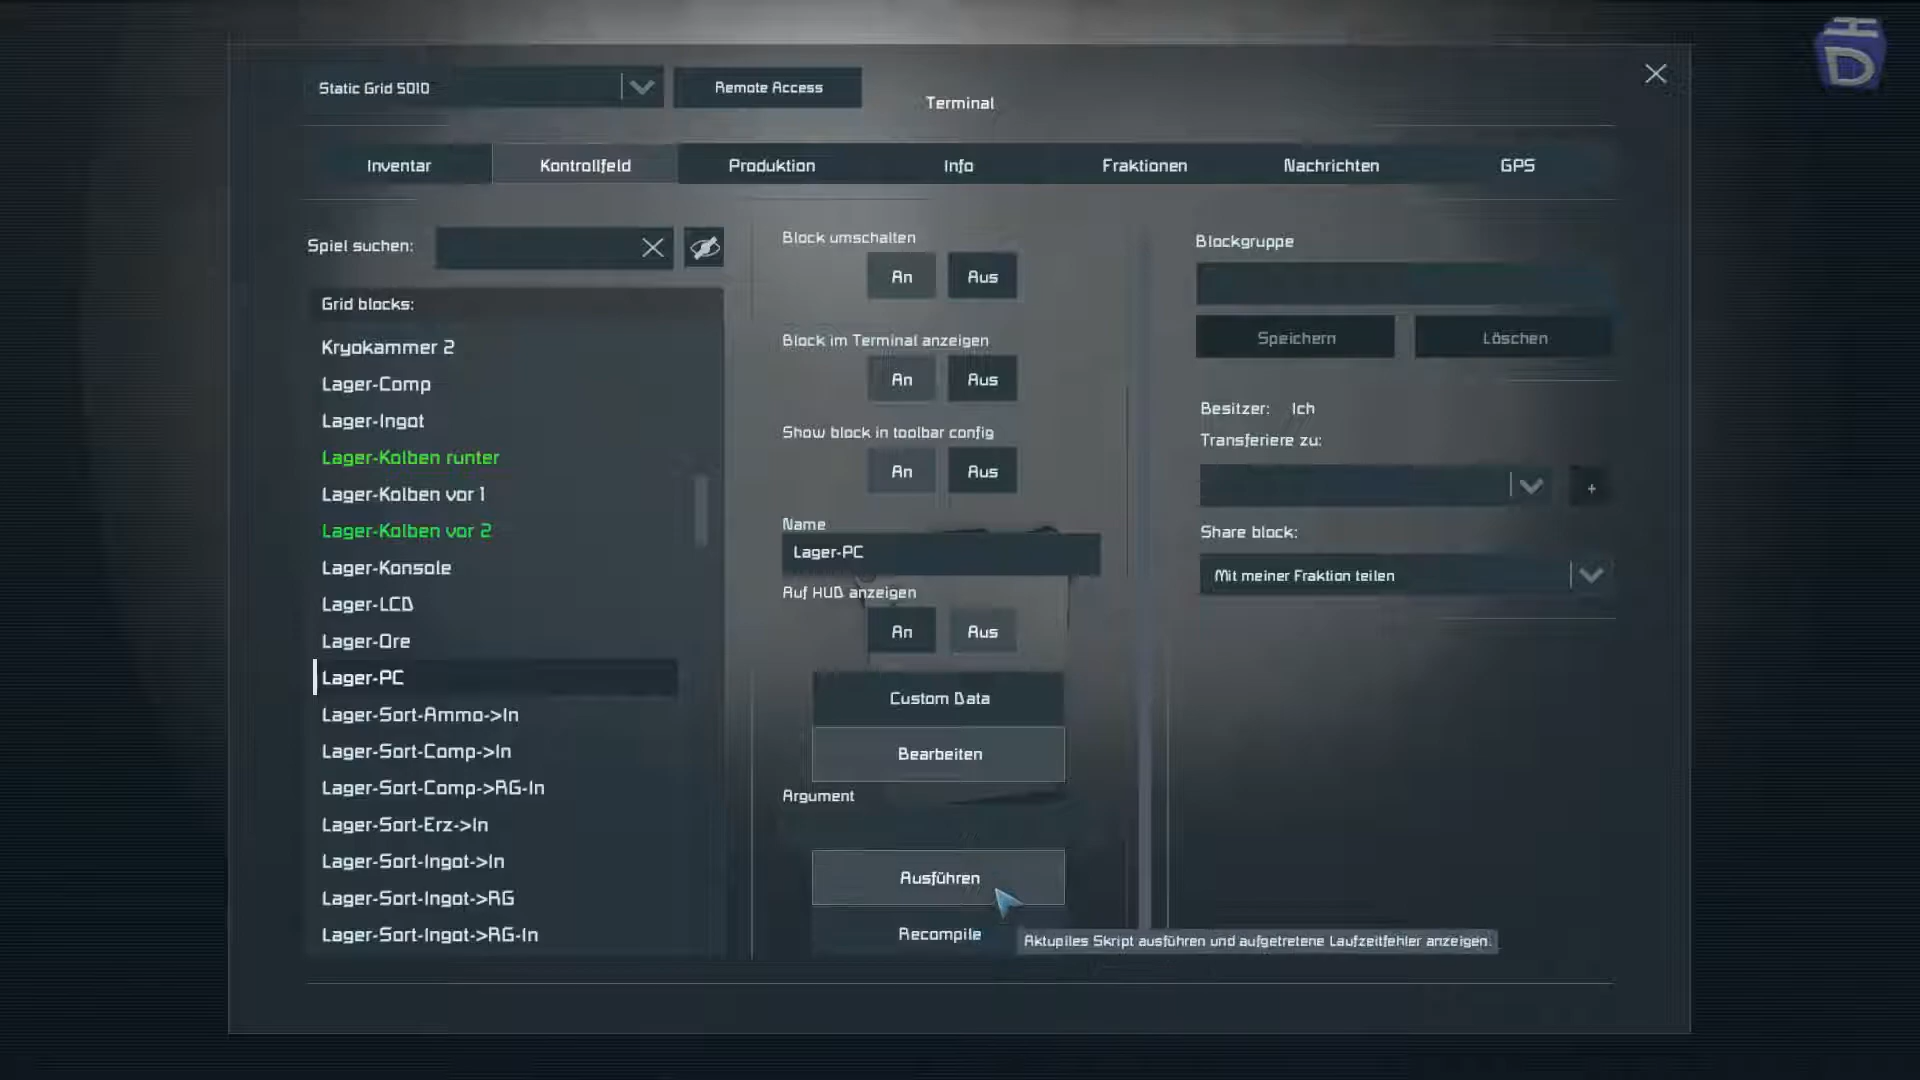 Static Grid 5010
Remote Access
Terminal
Inventar
Kontrollfeld
Produktion
Info
Fraktionen
Nachrichten
GPS
Spiel suchen:
Grid blocks:
Kryokammer 2
Lager-Comp
Lager-Ingot
Lager-Kolben runter
Lager-Kolben vor 1
Lager-Kolben vor 2
Lager-Konsole
Lager-LCD
Lager-Ore
Lager-PC
Lager-Sort-Ammo->In
Lager-Sort-Comp->In
Lager-Sort-Comp->RG-In
Lager-Sort-Erz->In
Lager-Sort-Ingot->In
Lager-Sort-Ingot->RG
Lager-Sort-Ingot->RG-In
Block umschalten
An Aus
Block im Terminal anzeigen
An Aus
Show block in toolbar config
An Aus
Name
Lager-PC
Auf HUD anzeigen
An Aus
Custom Data
Bearbeiten
Argument
Ausführen
Recompile
Aktuelles Skript ausführen und aufgetretene Laufzeitfehler anzeigen.
Blockgruppe
Speichern
Löschen
Besitzer: Ich
Transferiere zu:
+
Share block:
Mit meiner Fraktion teilen